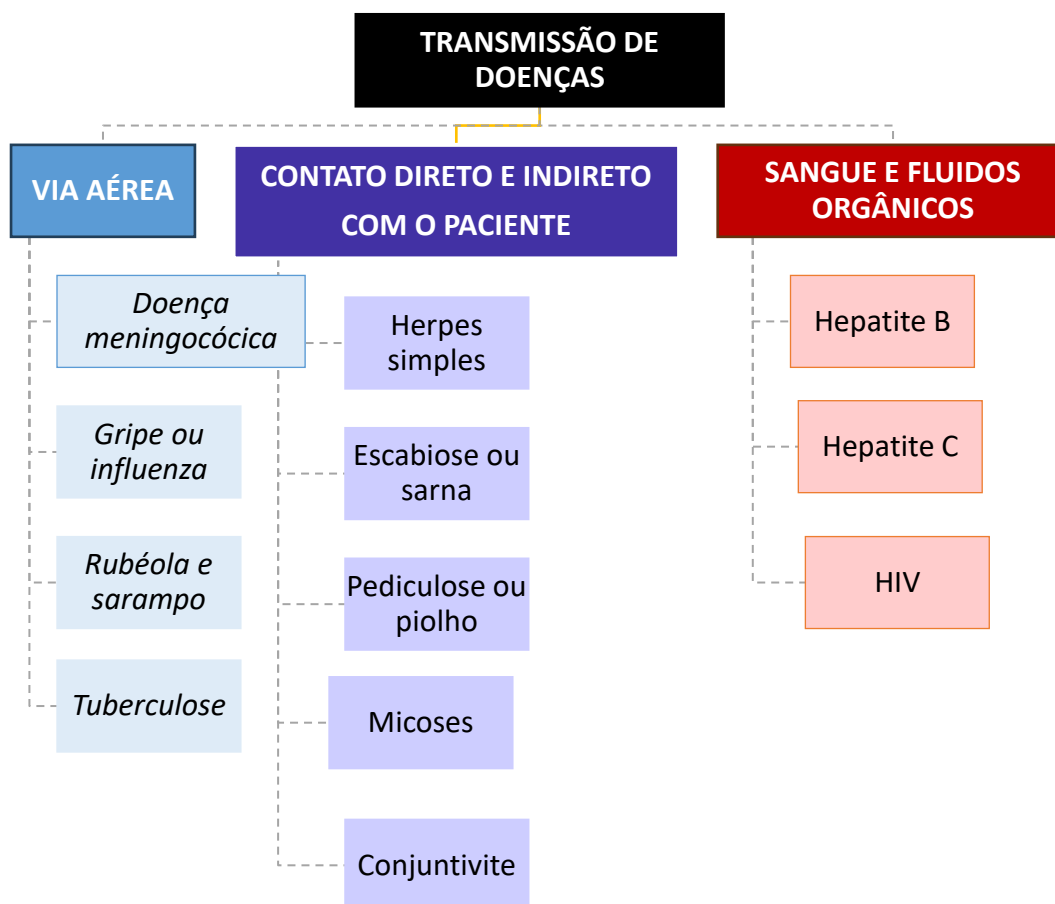 TRANSMISSÃO DE
DOENÇAS
VIA AÉREA
Doença
meningocócica
Gripe ou
influenza
Rubéola e
sarampo
Tuberculose
CONTATO DIRETO E INDIRETO
COM O PACIENTE
Herpes
simples
Escabiose ou
sarna
Pediculose ou
piolho
Micoses
Conjuntivite
SANGUE E FLUIDOS
ORGÂNICOS
Hepatite B
Hepatite C
HIV